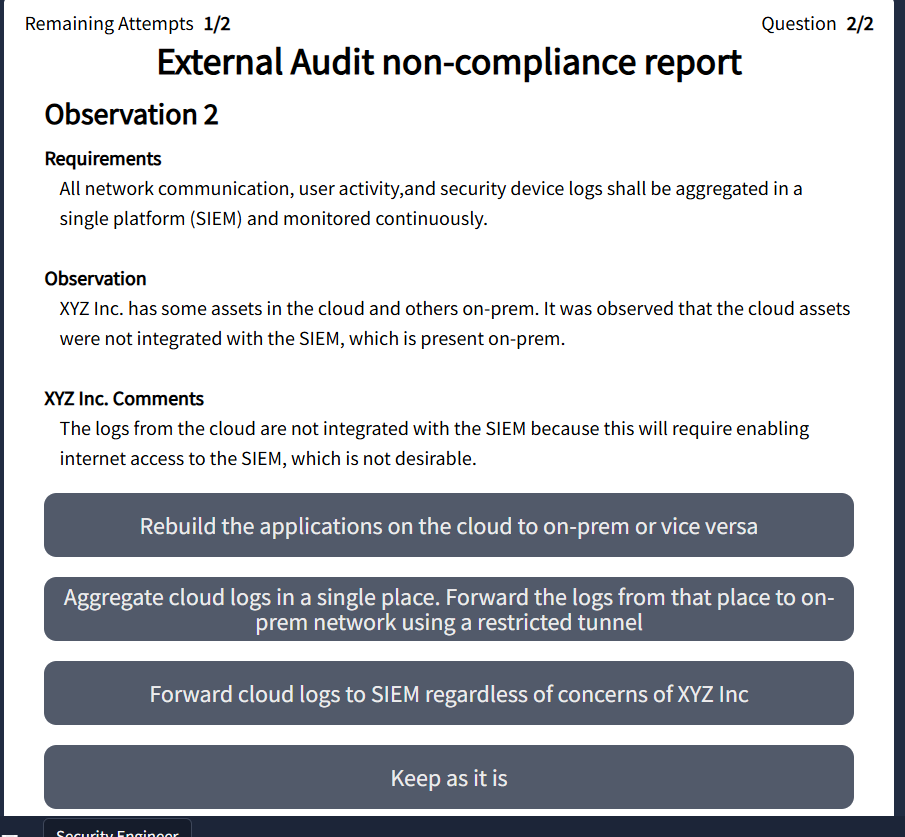 Remaining Attempts 1/2
Question 2/2
External Audit non-compliance report
Observation 2
Requirements
All network communication, user activity,and security device logs shall be aggregated in a
single platform (SIEM) and monitored continuously.
Observation
XYZ Inc. has some assets in the cloud and others on-prem. It was observed that the cloud assets
were not integrated with the SIEM, which is present on-prem.
XYZ Inc. Comments
The logs from the cloud are not integrated with the SIEM because this will require enabling
internet access to the SIEM, which is not desirable.
Rebuild the applications on the cloud to on-prem or vice versa
Aggregate cloud logs in a single place. Forward the logs from that place to on-
prem network using a restricted tunnel
Forward cloud logs to SIEM regardless of concerns of XYZ Inc
Keep as it is
Security Engineer